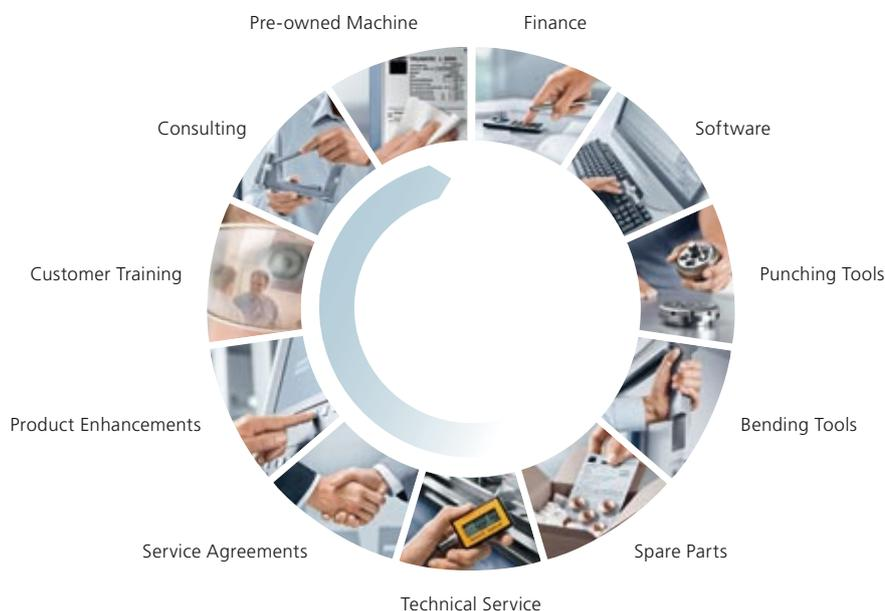 Pre-owned Machine
Finance
Consulting
Software
Customer Training
Punching Tools
Product Enhancements
Bending Tools
Service Agreements
Spare Parts
Technical Service